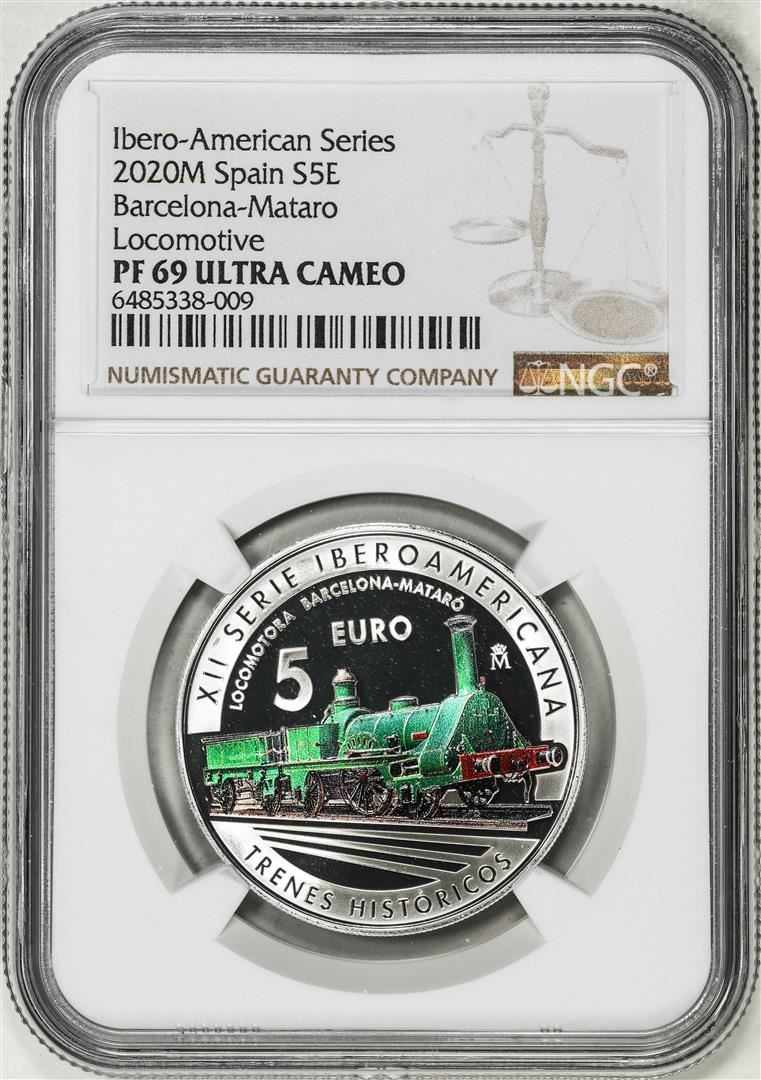 Ibero-American Series
2020M Spain S5E
Barcelona-Mataro
Locomotive
PF 69 ULTRA CAMEO
6485338-009
NUMISMATIC GUARANTY COMPANY
NGC®
XII SERIE IBEROAMERICANA
LOCOMOTORA BARCELONA-MATARÓ
5 EURO
M
TRENES HISTÓRICOS